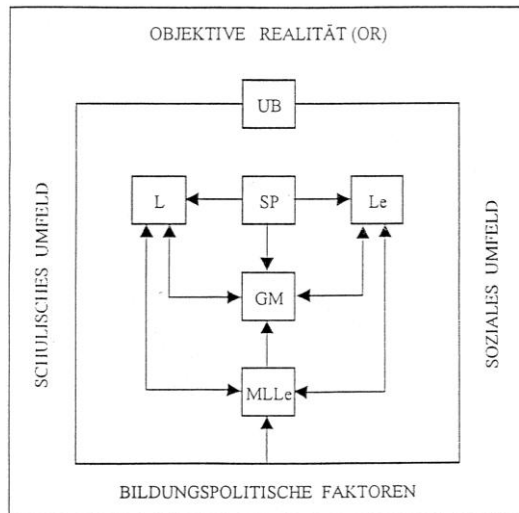 OBJEKTIVE REALITÄT (OR)
UB
SCHULISCHES UMFELD
SOZIALES UMFELD
L
SP
Le
GM
MLLe
BILDUNGSPOLITISCHE FAKTOREN